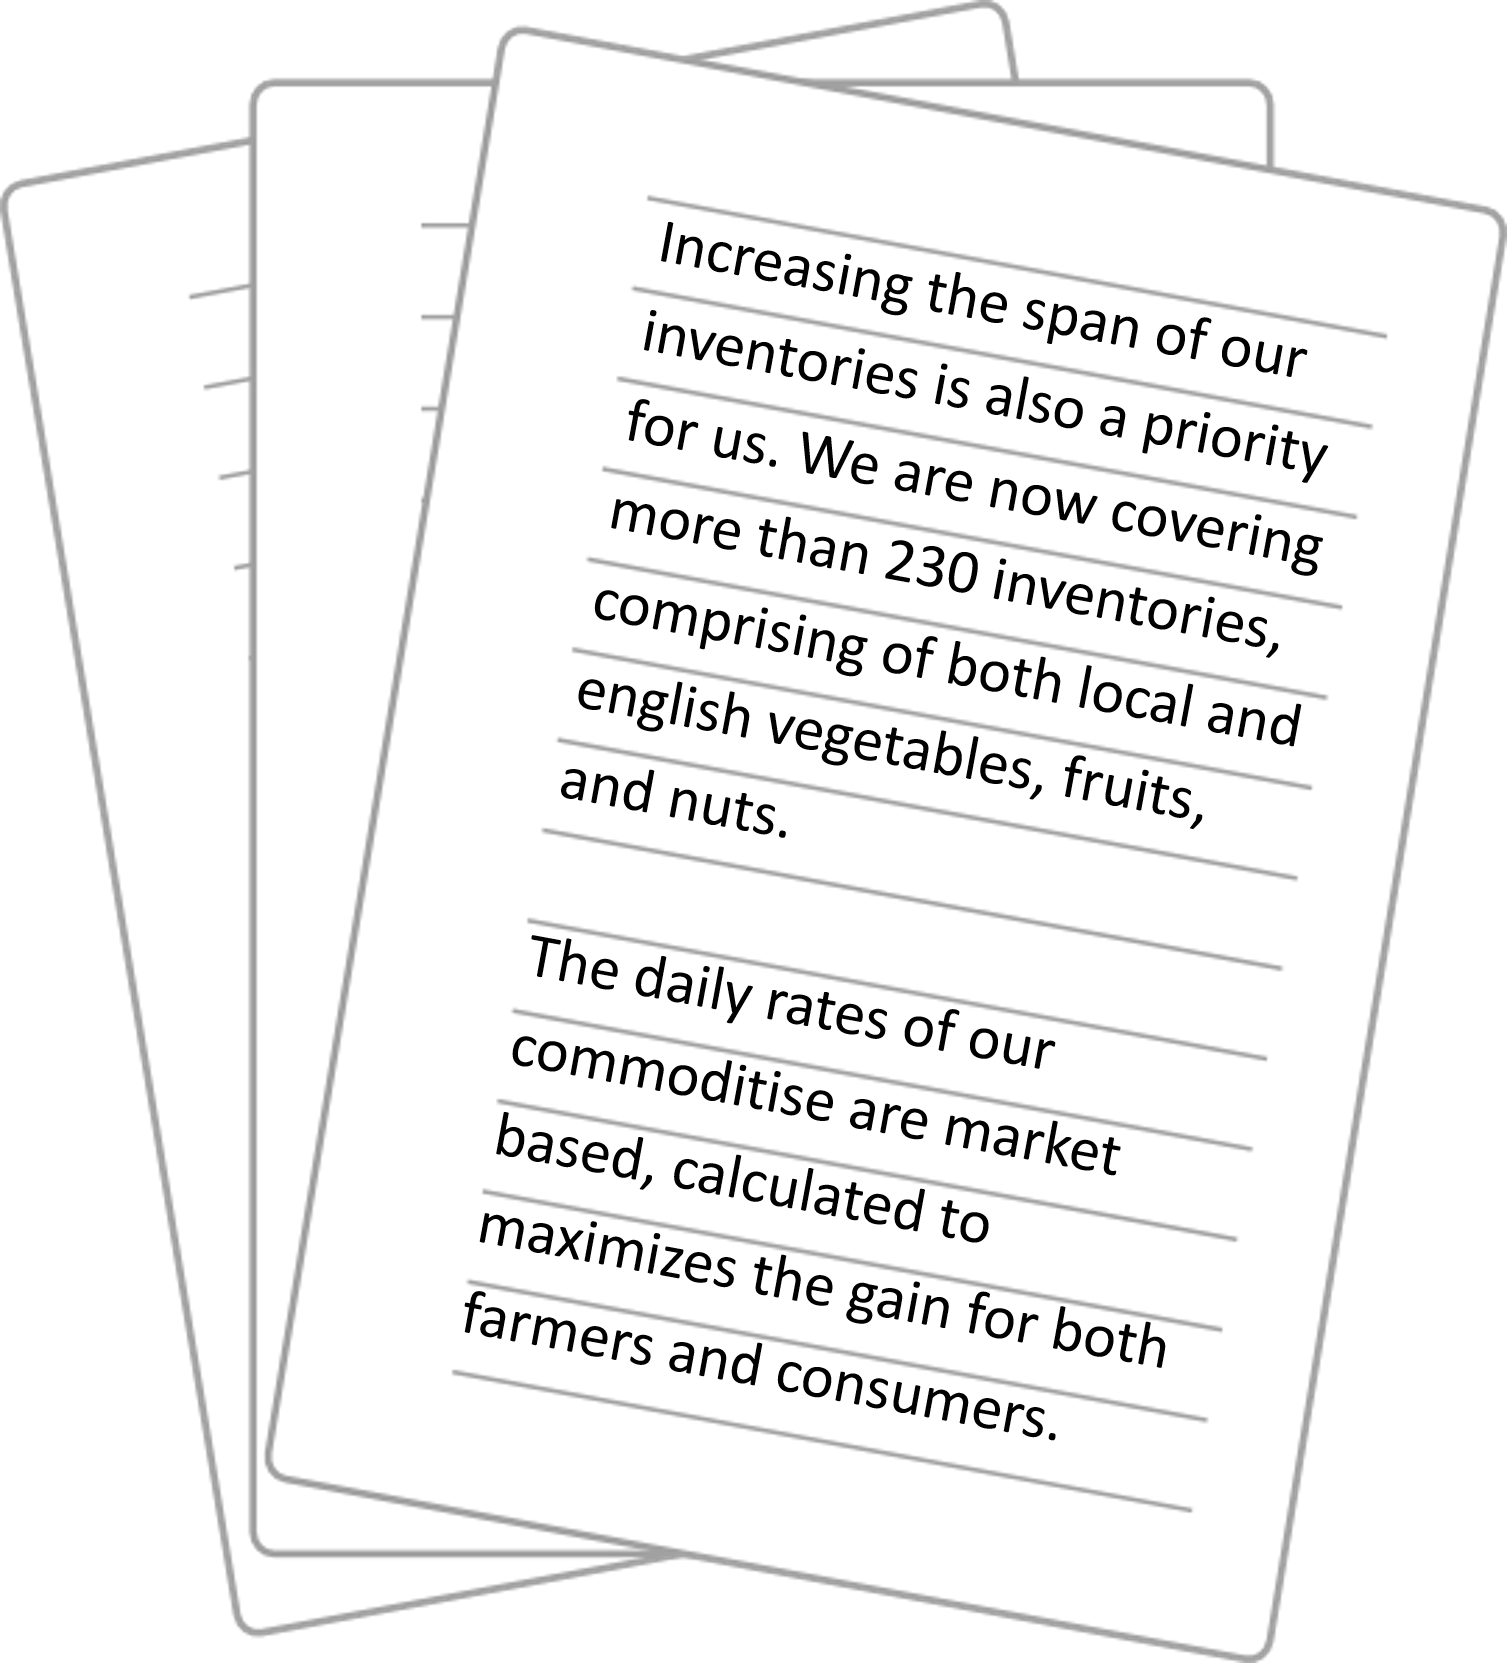 Increasing the span of our
inventories is also a priority
for us. We are now covering
more than 230 inventories,
comprising of both local and
english vegetables, fruits,
and nuts.
The daily rates of our
commoditise are market
based, calculated to
maximizes the gain for both
farmers and consumers.